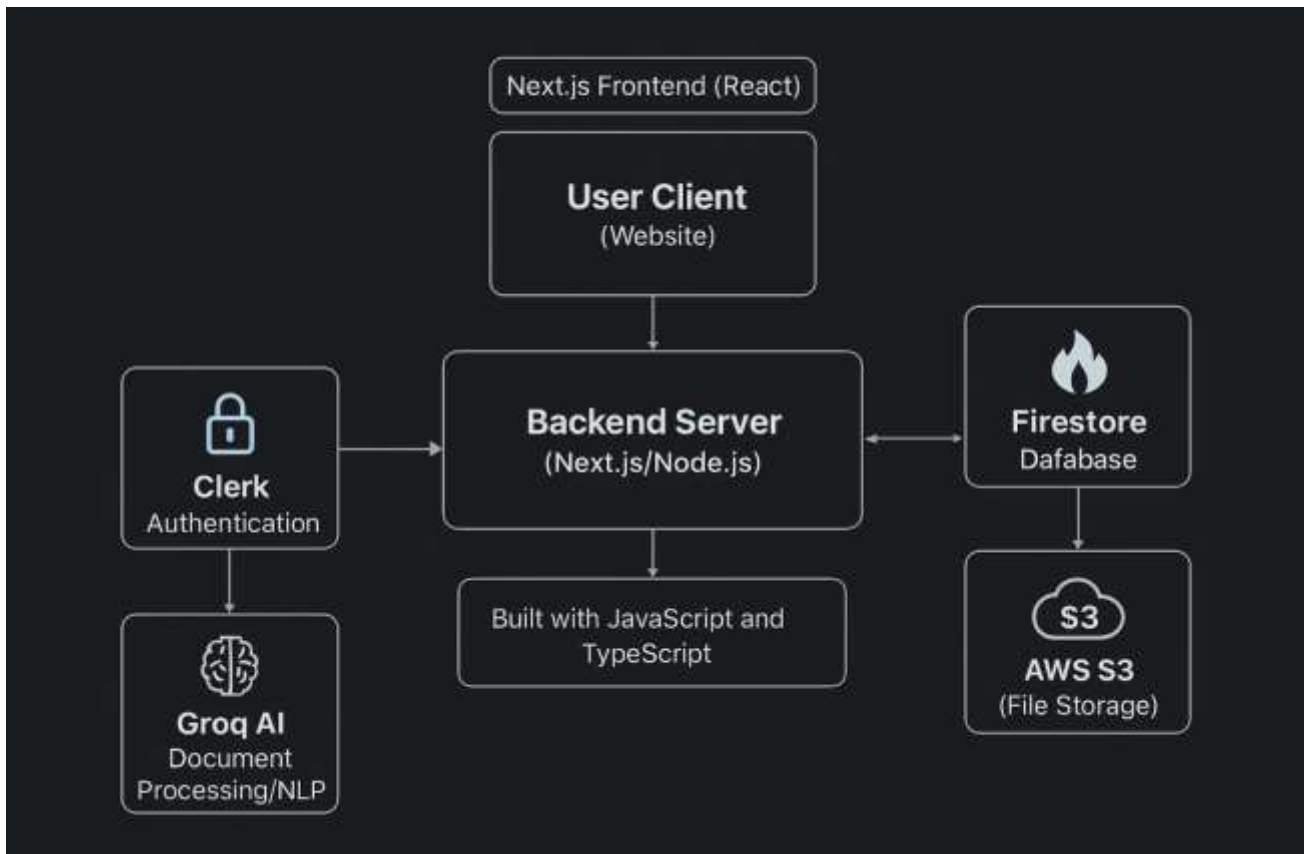 Next.js Frontend (React)
User Client
(Website)
Backend Server
(Next.js/Node.js)
Clerk
Authentication
Firestore
Dafabase
Built with JavaScript and
TypeScript
Groq AI
Document
Processing/NLP
S3
AWS S3
(File Storage)